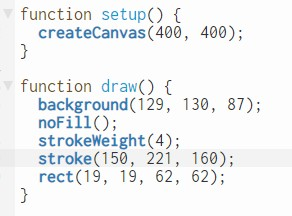 function setup() {
  createCanvas(400, 400);
}

function draw() {
  background(129, 130, 87);
  noFill();
  strokeWeight(4);
  stroke(150, 221, 160);
  rect(19, 19, 62, 62);
}